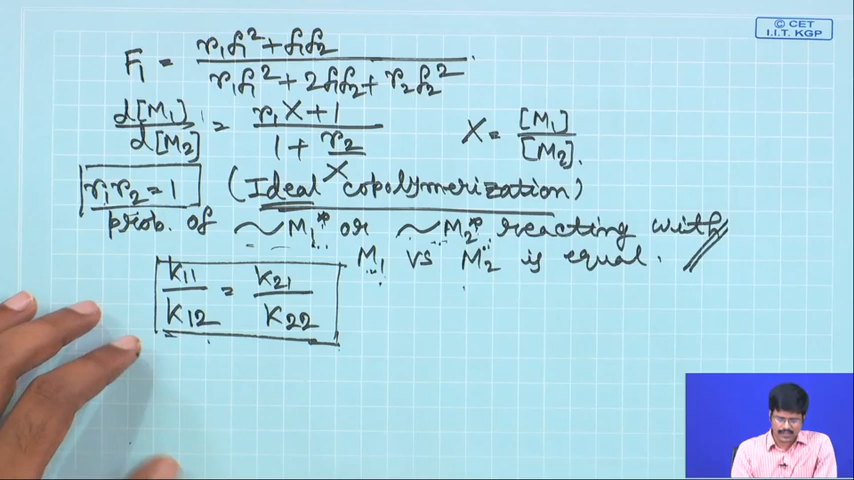 © CET
I.I.T. KGP
F₁ = (r₁f₁² + f₁f₂) / (r₁f₁² + 2f₁f₂ + r₂f₂²)
d[M₁] / d[M₂] = (r₁X + 1) / (1 + r₂/X)    X = [M₁] / [M₂].
r₁r₂ = 1 (Ideal copolymerization)
prob. of ~M₁* or ~M₂* reacting with
M₁ vs M₂ is equal.
K₁₁ / K₁₂ = K₂₁ / K₂₂